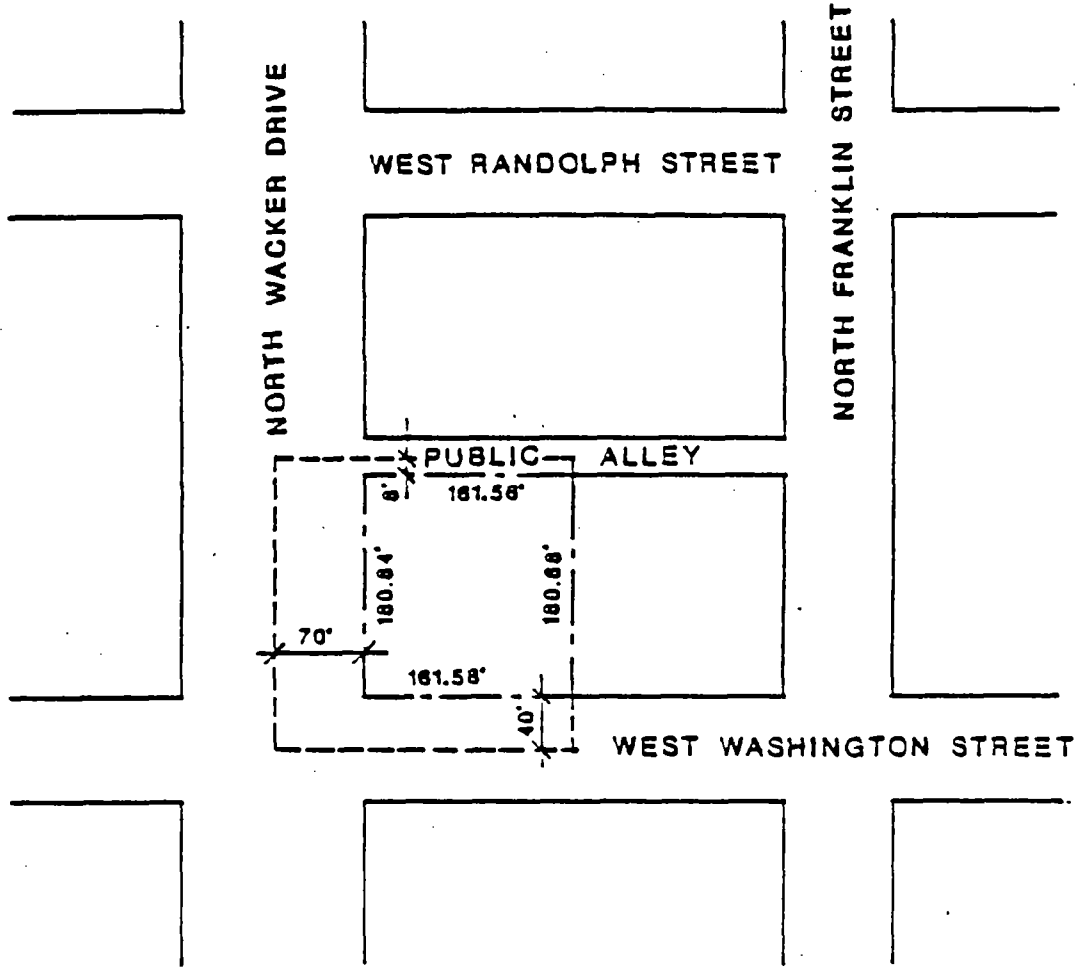 NORTH WACKER DRIVE
WEST RANDOLPH STREET
NORTH FRANKLIN STREET
PUBLIC ALLEY
8'
161.56'
180.84'
180.68'
70'
161.58'
40'
WEST WASHINGTON STREET